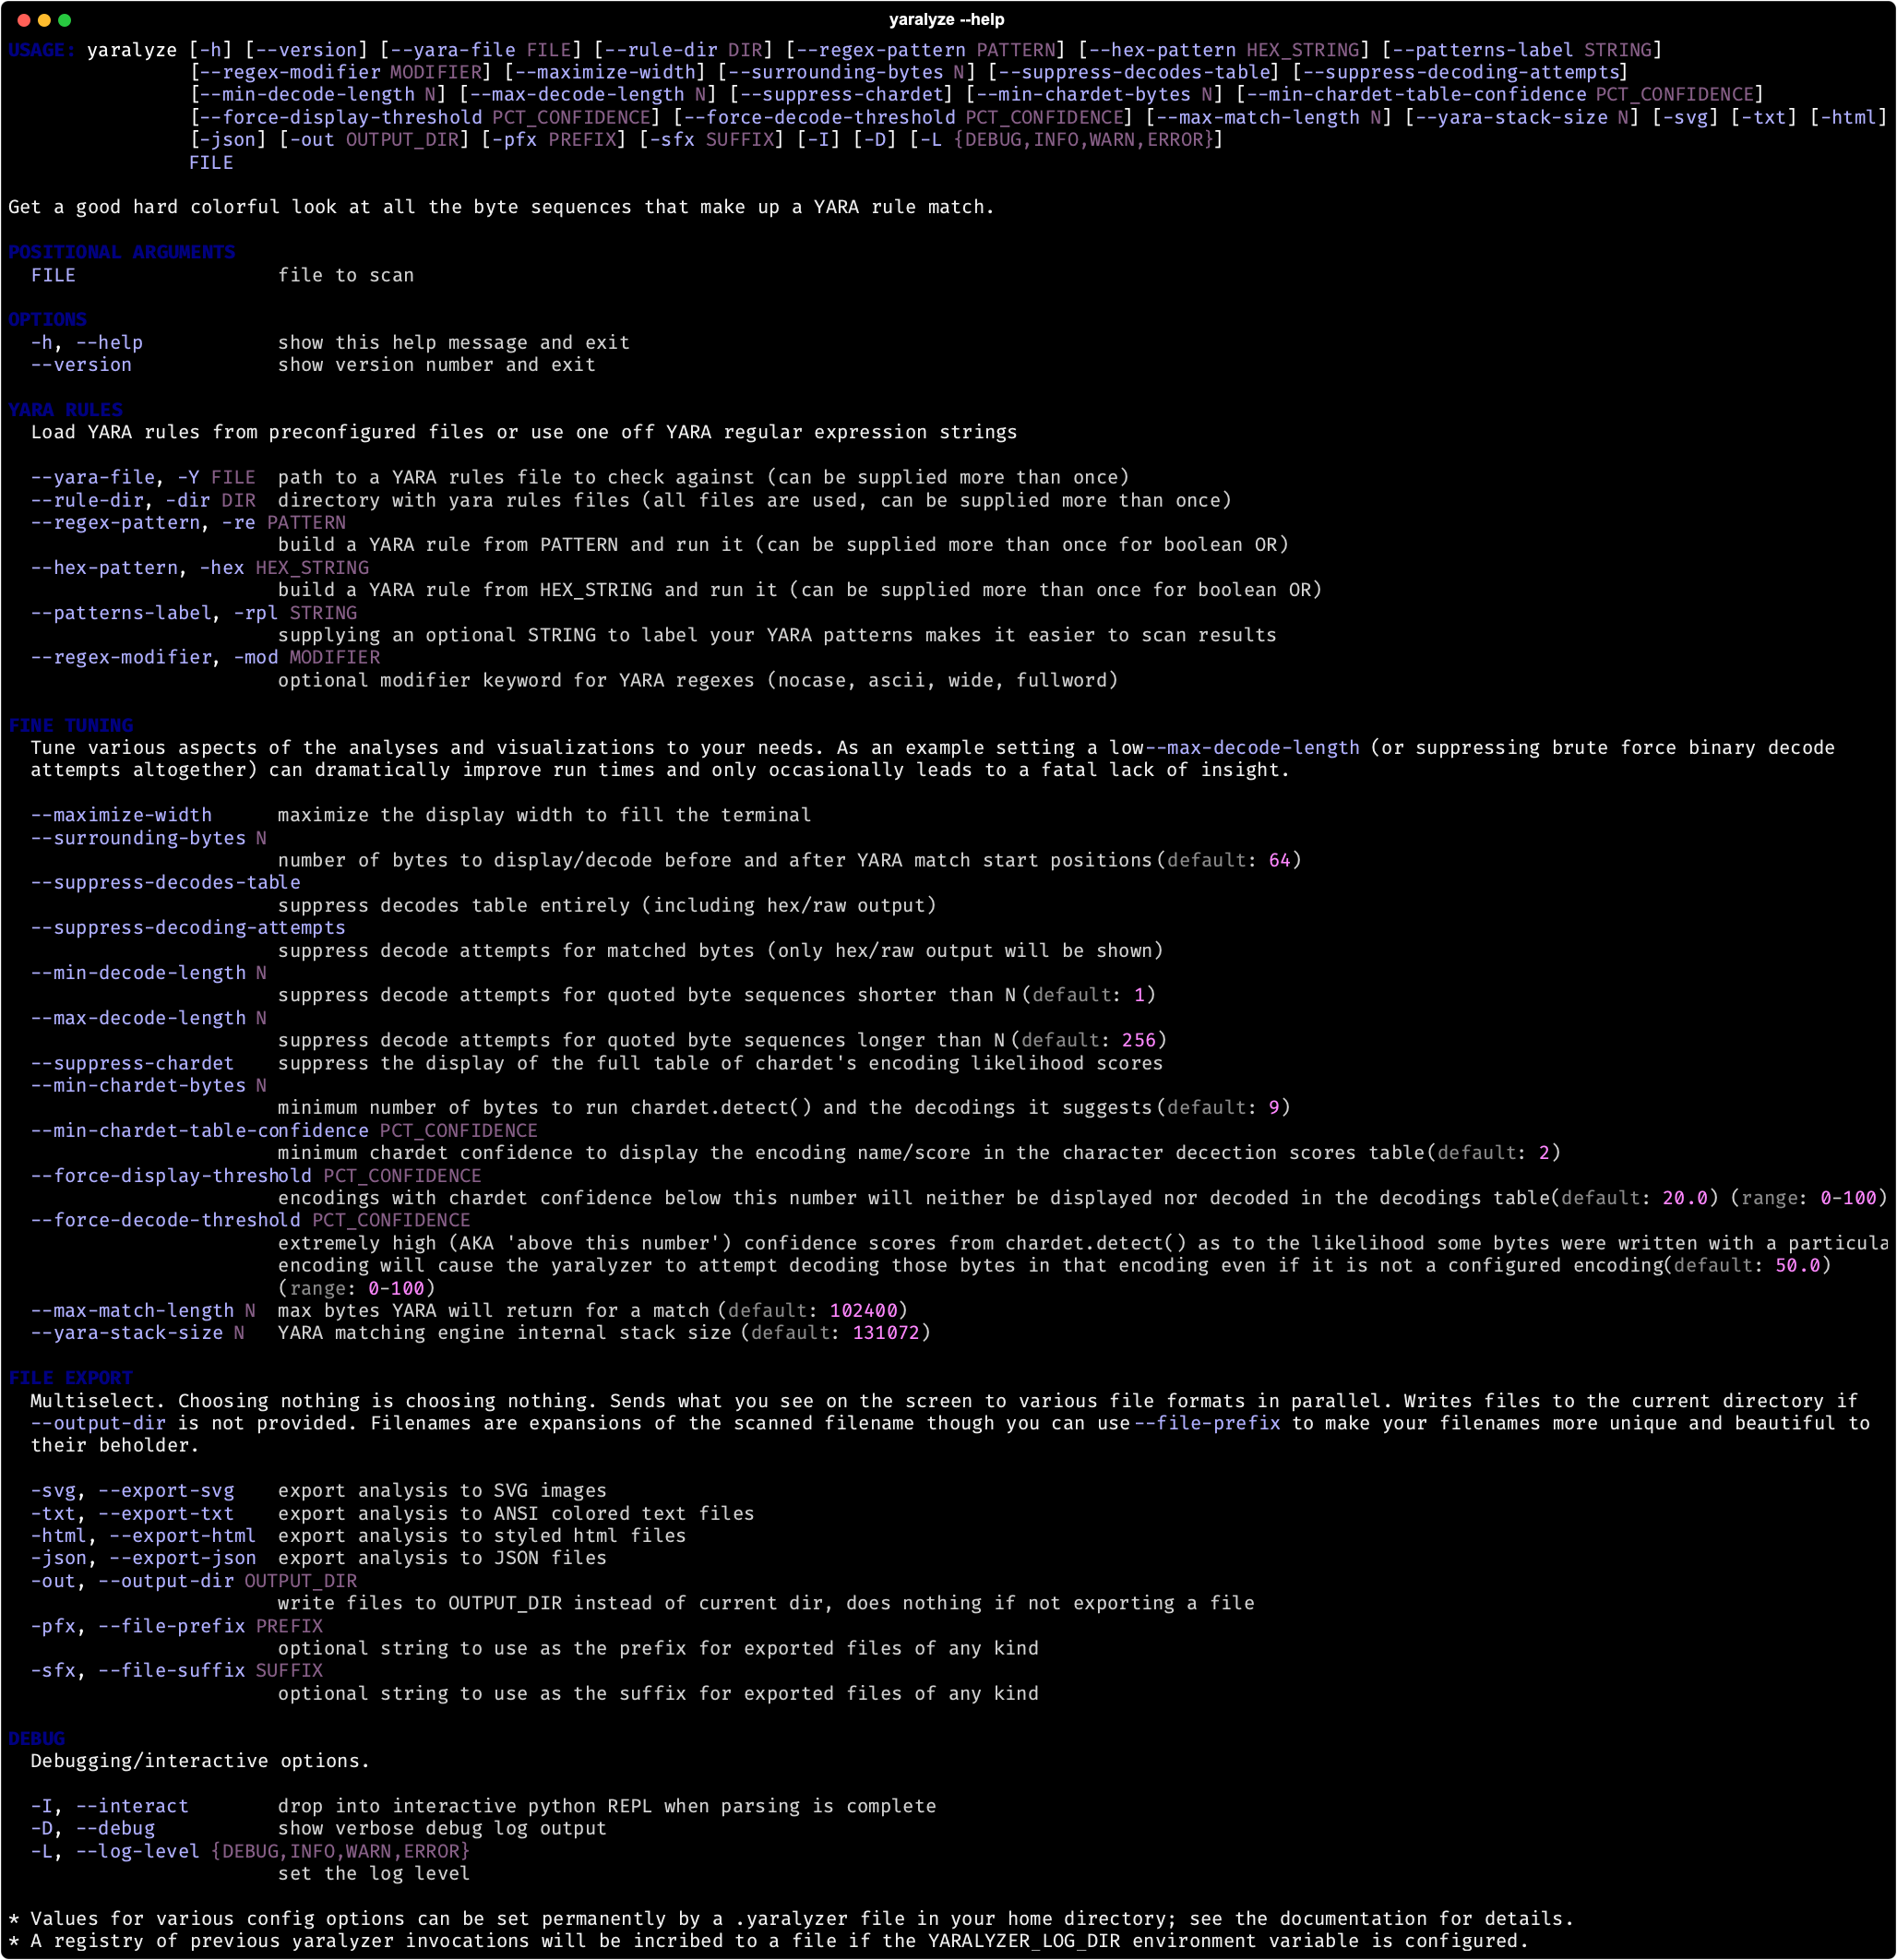 yaralyze --help
USAGE: yaralyze [-h] [--version] [--yara-file FILE] [--rule-dir DIR] [--regex-pattern PATTERN] [--hex-pattern HEX_STRING] [--patterns-label STRING]
[--regex-modifier MODIFIER] [--maximize-width] [--surrounding-bytes N] [--suppress-decodes-table] [--suppress-decoding-attempts]
[--min-decode-length N] [--max-decode-length N] [--suppress-chardet] [--min-chardet-bytes N] [--min-chardet-table-confidence PCT_CONFIDENCE]
[--force-display-threshold PCT_CONFIDENCE] [--force-decode-threshold PCT_CONFIDENCE] [--max-match-length N] [--yara-stack-size N] [-svg] [-txt] [-html]
[-json] [-out OUTPUT_DIR] [-pfx PREFIX] [-sfx SUFFIX] [-I] [-D] [-L {DEBUG,INFO,WARN,ERROR}]
FILE
Get a good hard colorful look at all the byte sequences that make up a YARA rule match.
POSITIONAL ARGUMENTS
FILE file to scan
OPTIONS
-h, --help show this help message and exit
--version show version number and exit
YARA RULES
Load YARA rules from preconfigured files or use one off YARA regular expression strings
--yara-file, -Y FILE path to a YARA rules file to check against (can be supplied more than once)
--rule-dir, -dir DIR directory with yara rules files (all files are used, can be supplied more than once)
--regex-pattern, -re PATTERN
build a YARA rule from PATTERN and run it (can be supplied more than once for boolean OR)
--hex-pattern, -hex HEX_STRING
build a YARA rule from HEX_STRING and run it (can be supplied more than once for boolean OR)
--patterns-label, -rpl STRING
supplying an optional STRING to label your YARA patterns makes it easier to scan results
--regex-modifier, -mod MODIFIER
optional modifier keyword for YARA regexes (nocase, ascii, wide, fullword)
FINE TUNING
Tune various aspects of the analyses and visualizations to your needs. As an example setting a low--max-decode-length (or suppressing brute force binary decode
attempts altogether) can dramatically improve run times and only occasionally leads to a fatal lack of insight.
--maximize-width maximize the display width to fill the terminal
--surrounding-bytes N
number of bytes to display/decode before and after YARA match start positions(default: 64)
--suppress-decodes-table
suppress decodes table entirely (including hex/raw output)
--suppress-decoding-attempts
suppress decode attempts for matched bytes (only hex/raw output will be shown)
--min-decode-length N
suppress decode attempts for quoted byte sequences shorter than N(default: 1)
--max-decode-length N
suppress decode attempts for quoted byte sequences longer than N(default: 256)
--suppress-chardet suppress the display of the full table of chardet's encoding likelihood scores
--min-chardet-bytes N
minimum number of bytes to run chardet.detect() and the decodings it suggests(default: 9)
--min-chardet-table-confidence PCT_CONFIDENCE
minimum chardet confidence to display the encoding name/score in the character decection scores table(default: 2)
--force-display-threshold PCT_CONFIDENCE
encodings with chardet confidence below this number will neither be displayed nor decoded in the decodings table(default: 20.0) (range: 0-100)
--force-decode-threshold PCT_CONFIDENCE
extremely high (AKA 'above this number') confidence scores from chardet.detect() as to the likelihood some bytes were written with a particula
encoding will cause the yaralyzer to attempt decoding those bytes in that encoding even if it is not a configured encoding(default: 50.0)
(range: 0-100)
--max-match-length N max bytes YARA will return for a match(default: 102400)
--yara-stack-size N YARA matching engine internal stack size(default: 131072)
FILE EXPORT
Multiselect. Choosing nothing is choosing nothing. Sends what you see on the screen to various file formats in parallel. Writes files to the current directory if
--output-dir is not provided. Filenames are expansions of the scanned filename though you can use--file-prefix to make your filenames more unique and beautiful to
their beholder.
-svg, --export-svg export analysis to SVG images
-txt, --export-txt export analysis to ANSI colored text files
-html, --export-html export analysis to styled html files
-json, --export-json export analysis to JSON files
-out, --output-dir OUTPUT_DIR
write files to OUTPUT_DIR instead of current dir, does nothing if not exporting a file
-pfx, --file-prefix PREFIX
optional string to use as the prefix for exported files of any kind
-sfx, --file-suffix SUFFIX
optional string to use as the suffix for exported files of any kind
DEBUG
Debugging/interactive options.
-I, --interact drop into interactive python REPL when parsing is complete
-D, --debug show verbose debug log output
-L, --log-level {DEBUG,INFO,WARN,ERROR}
set the log level
* Values for various config options can be set permanently by a .yaralyzer file in your home directory; see the documentation for details.
* A registry of previous yaralyzer invocations will be incribed to a file if the YARALYZER_LOG_DIR environment variable is configured.